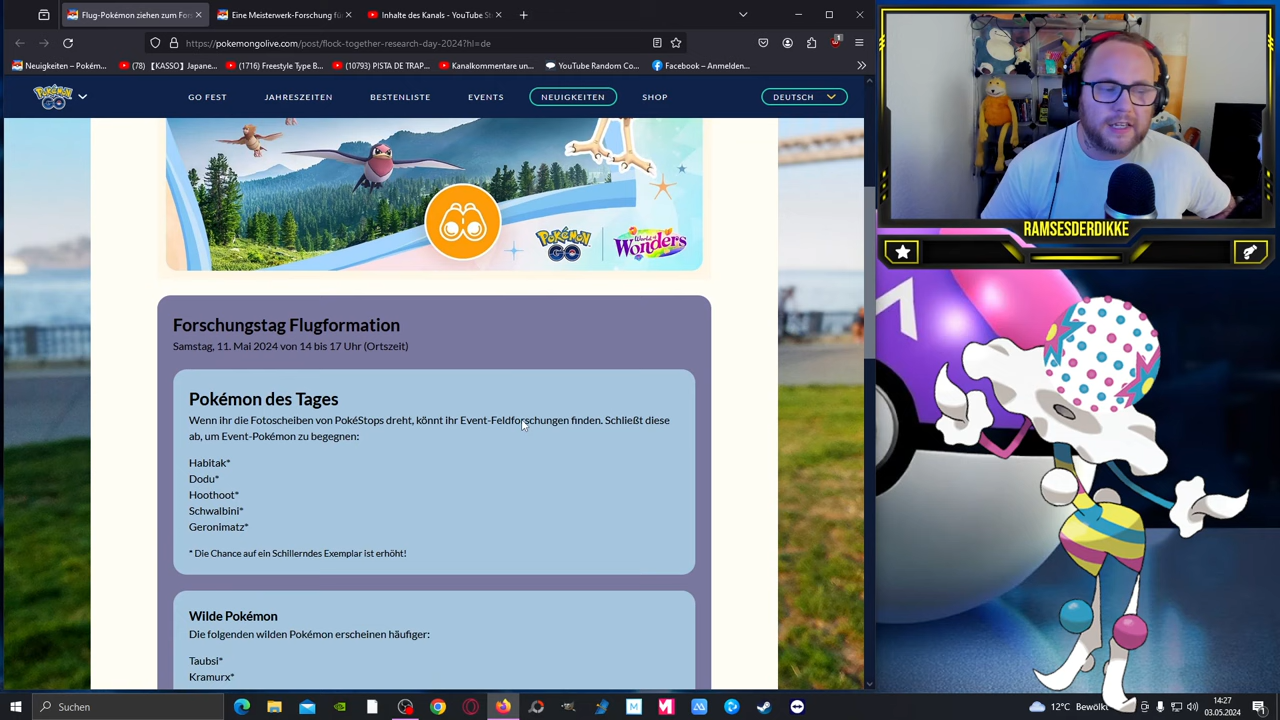 Flug-Pokémon ziehen zum For
Eine Meisterwerk-Forschung fü
Inhalte des Kanals - YouTube St
https://pokemongolive.com/post/flock-together-research-day-2024?hl=de
Neuigkeiten – Pokém...
(78) 【KASSO】Japane...
(1716) Freestyle Type B...
(10793) PISTA DE TRAP...
Kanalkommentare un...
YouTube Random Co...
Facebook – Anmelden...
Pokémon GO
GO FEST
JAHRESZEITEN
BESTENLISTE
EVENTS
NEUIGKEITEN
SHOP
DEUTSCH
Pokémon GO
World of Wonders
Forschungstag Flugformation
Samstag, 11. Mai 2024 von 14 bis 17 Uhr (Ortszeit)
Pokémon des Tages
Wenn ihr die Fotoscheiben von PokéStops dreht, könnt ihr Event-Feldforschungen finden. Schließt diese
ab, um Event-Pokémon zu begegnen:
Habitak*
Dodu*
Hoothoot*
Schwalbini*
Geronimatz*
* Die Chance auf ein Schillerndes Exemplar ist erhöht!
Wilde Pokémon
Die folgenden wilden Pokémon erscheinen häufiger:
Taubsi*
Kramurx*
RAMSESDERDIKKE
Suchen
12°C Bewölkt
14:27
03.05.2024